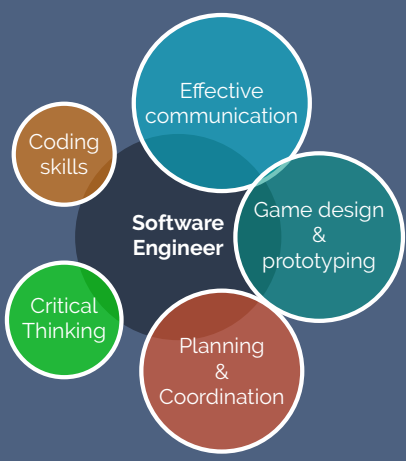 Effective
communication
Coding
skills
Software
Engineer
Game design
&
prototyping
Critical
Thinking
Planning
&
Coordination